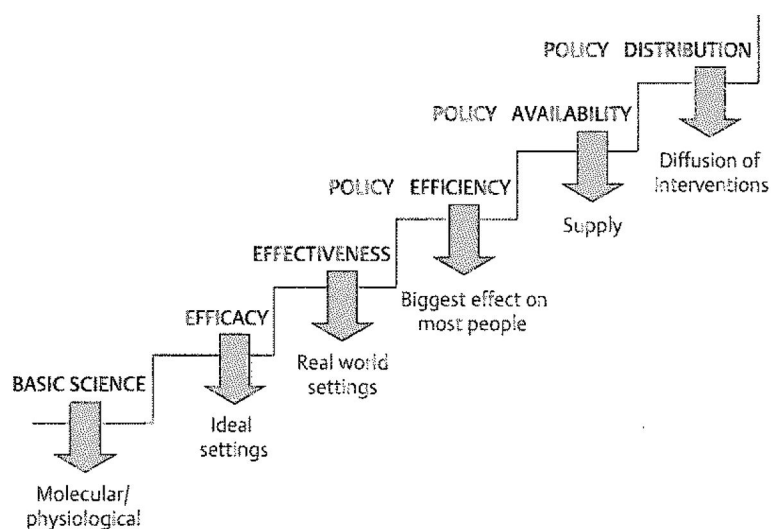 POLICY DISTRIBUTION
Diffusion of
interventions
POLICY AVAILABILITY
Supply
POLICY EFFICIENCY
Biggest effect on
most people
EFFECTIVENESS
Real world
settings
EFFICACY
Ideal
settings
BASIC SCIENCE
Molecular/
physiological